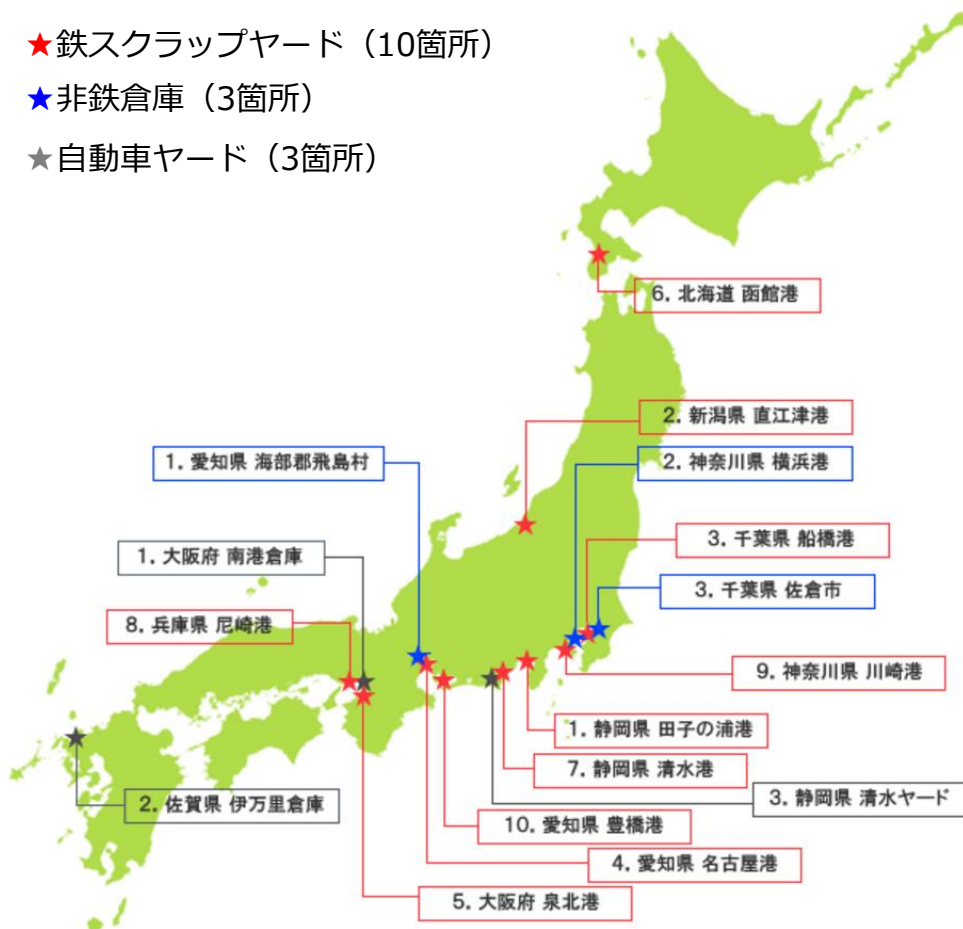 ★鉄スクラップヤード（10箇所）
★非鉄倉庫（3箇所）
★自動車ヤード（3箇所）
6. 北海道 函館港
2. 新潟県 直江津港
1. 愛知県 海部郡飛島村
2. 神奈川県 横浜港
3. 千葉県 船橋港
1. 大阪府 南港倉庫
3. 千葉県 佐倉市
8. 兵庫県 尼崎港
9. 神奈川県 川崎港
1. 静岡県 田子の浦港
7. 静岡県 清水港
2. 佐賀県 伊万里倉庫
3. 静岡県 清水ヤード
10. 愛知県 豊橋港
4. 愛知県 名古屋港
5. 大阪府 泉北港